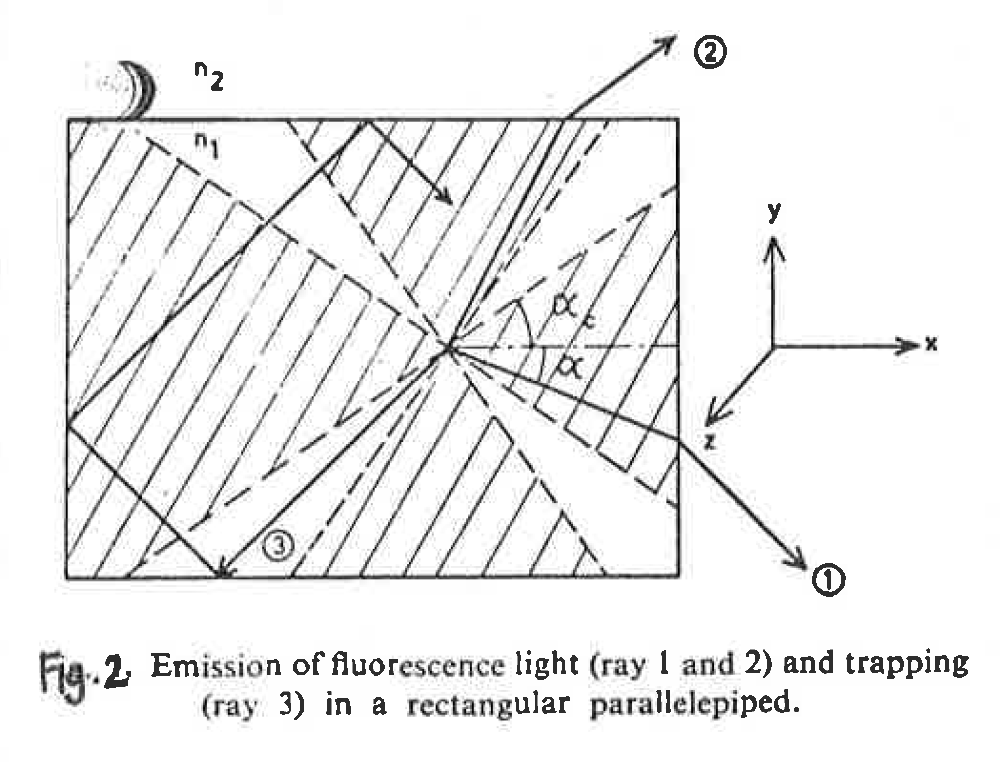 ②
n2
n1
y
αc
x
α
z
③
①
Fig. 2. Emission of fluorescence light (ray 1 and 2) and trapping
(ray 3) in a rectangular parallelepiped.